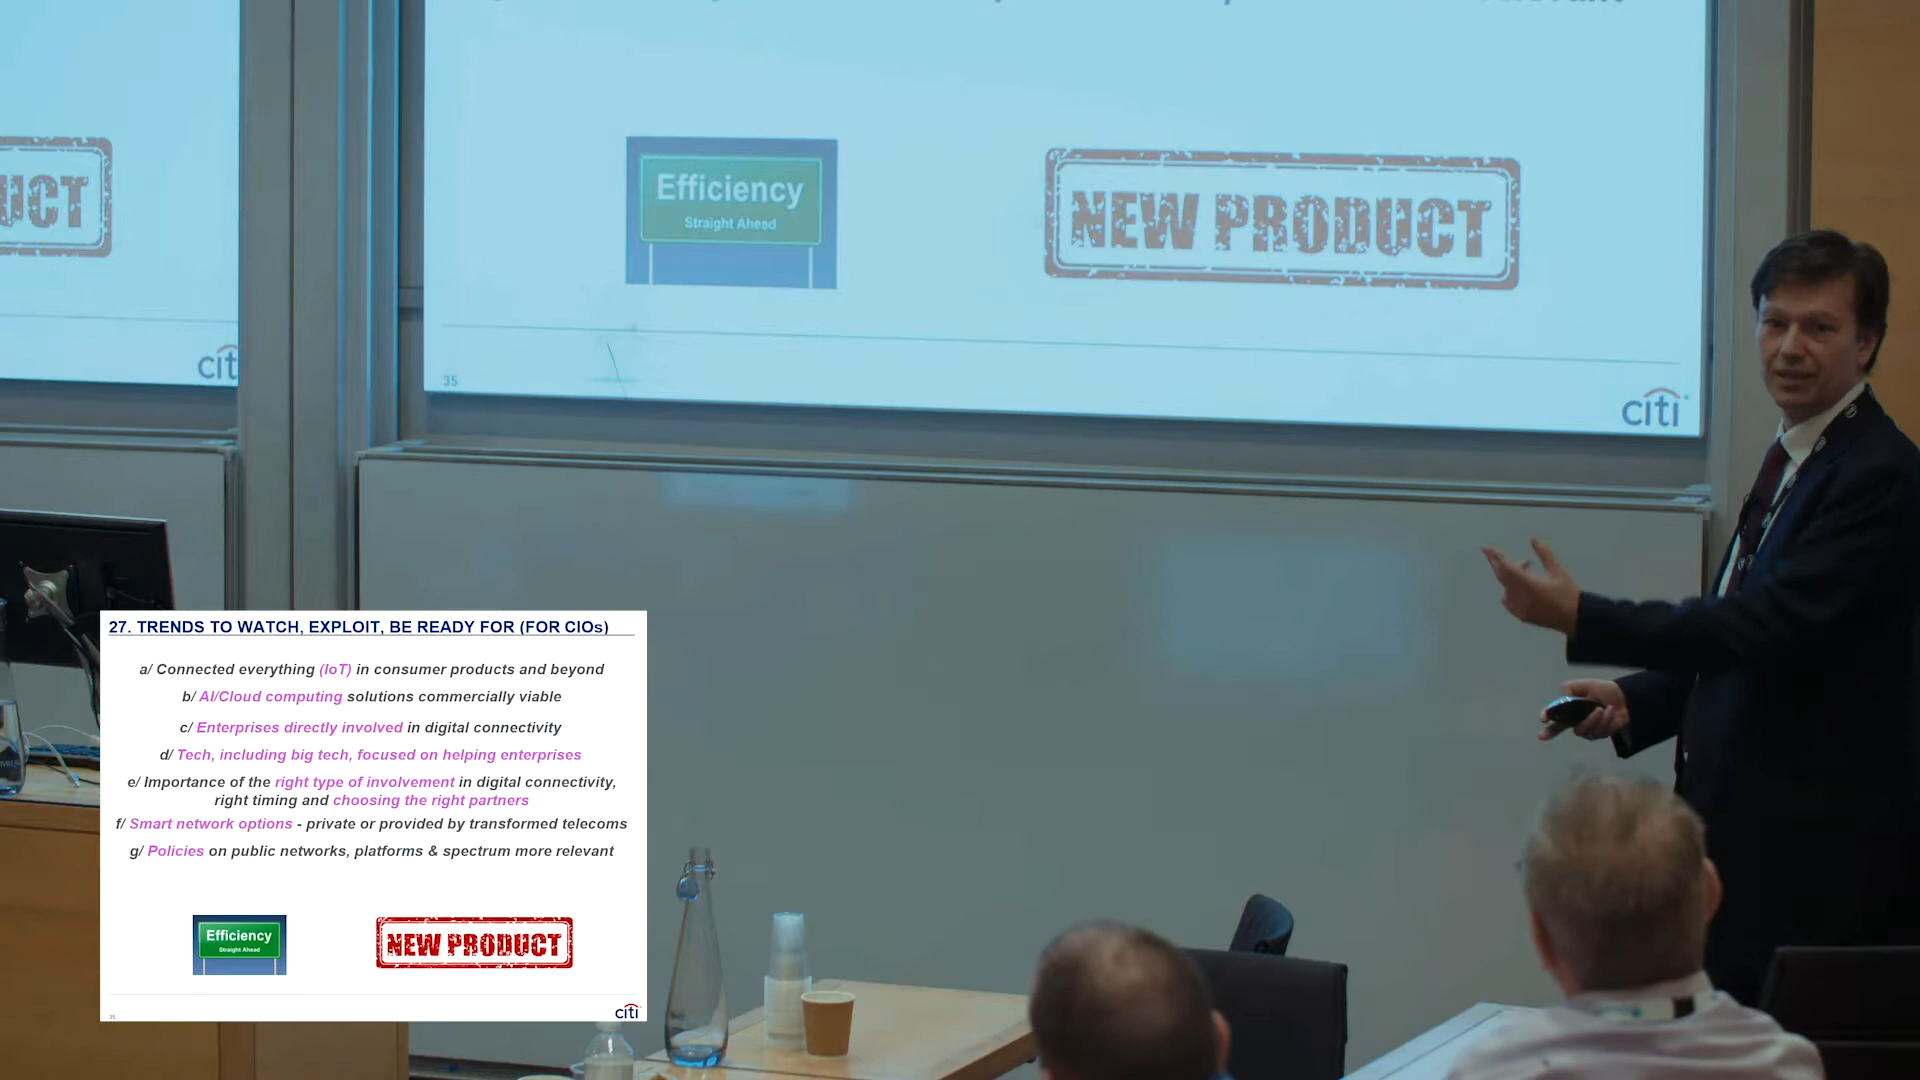 Efficiency
Straight Ahead
NEW PRODUCT
UCT
35
citi
citi
27. TRENDS TO WATCH, EXPLOIT, BE READY FOR (FOR CIOs)
a/ Connected everything (IoT) in consumer products and beyond
b/ AI/Cloud computing solutions commercially viable
c/ Enterprises directly involved in digital connectivity
d/ Tech, including big tech, focused on helping enterprises
e/ Importance of the right type of involvement in digital connectivity,
right timing and choosing the right partners
f/ Smart network options - private or provided by transformed telecoms
g/ Policies on public networks, platforms & spectrum more relevant
Efficiency
Straight Ahead
NEW PRODUCT
35
citi